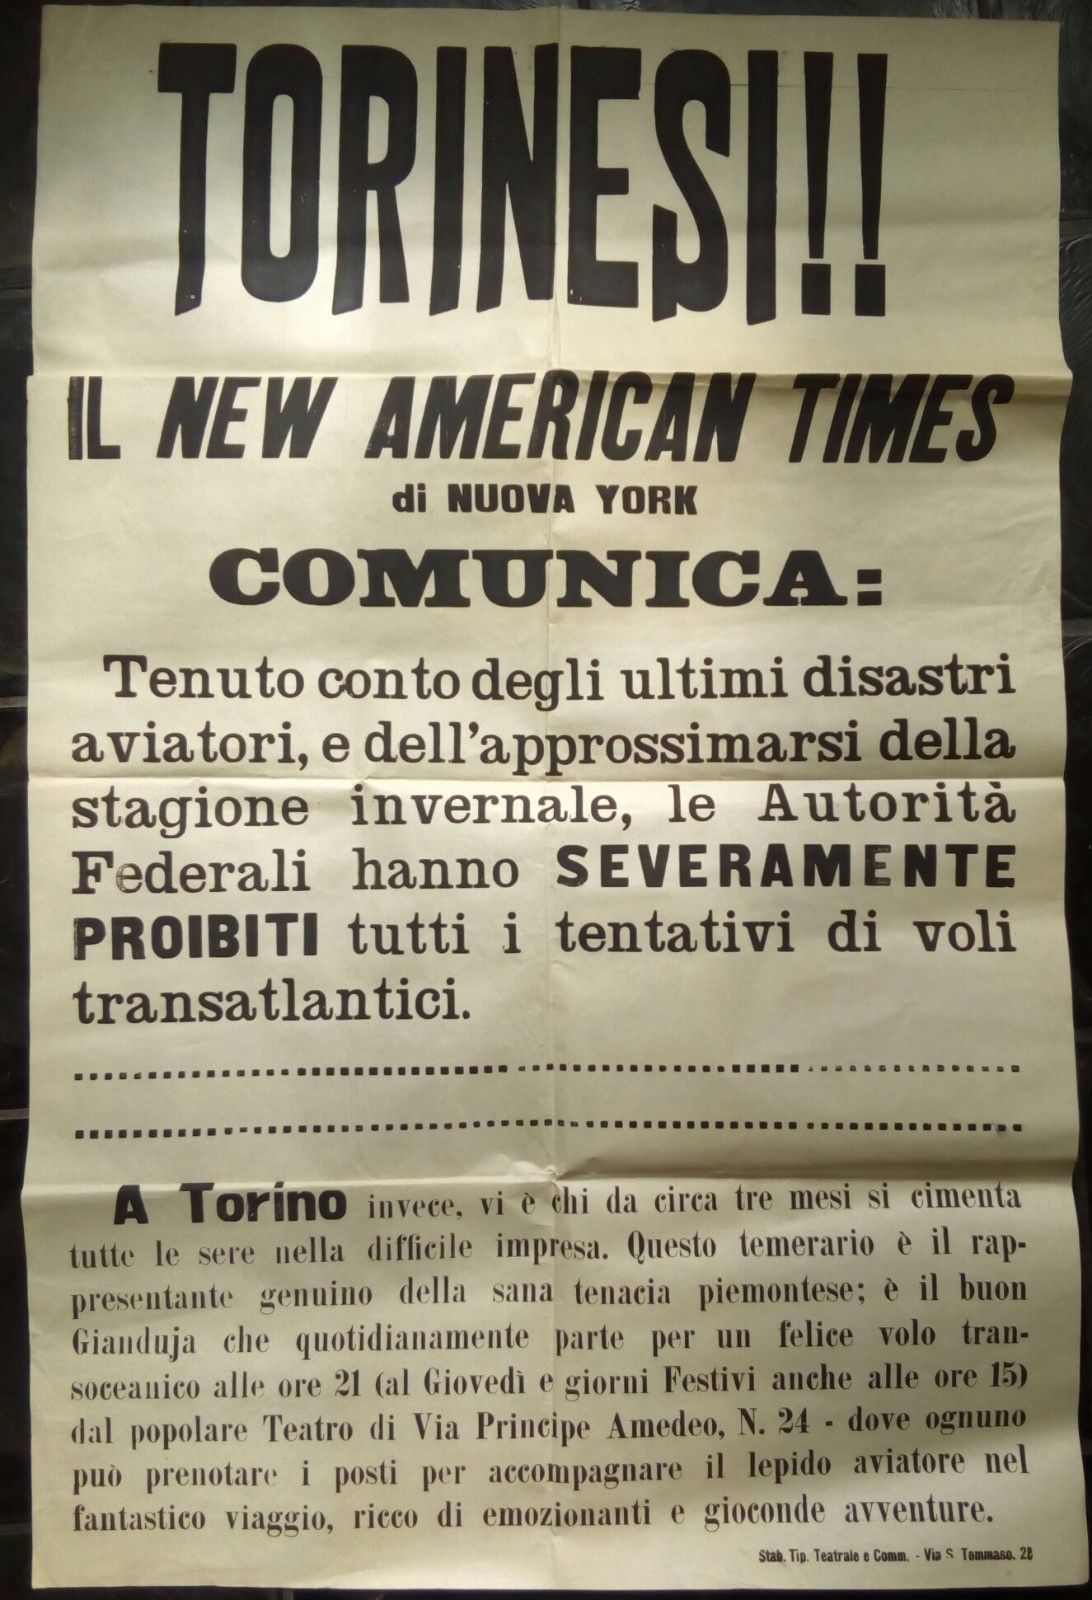 TORINESI!!
IL NEW AMERICAN TIMES
di NUOVA YORK
COMUNICA:
Tenuto conto degli ultimi disastri
aviatori, e dell'approssimarsi della
stagione invernale, le Autorità
Federali hanno SEVERAMENTE
PROIBITI tutti i tentativi di voli
transatlantici.
A Torino invece, vi è chi da circa tre mesi si cimenta
tutte le sere nella difficile impresa. Questo temerario è il rap-
presentante genuino della sana tenacia piemontese; è il buon
Gianduja che quotidianamente parte per un felice volo tran-
soceanico alle ore 21 (al Giovedì e giorni Festivi anche alle ore 15)
dal popolare Teatro di Via Principe Amedeo, N. 24 - dove ognuno
può prenotare i posti per accompagnare il lepido aviatore nel
fantastico viaggio, ricco di emozionanti e gioconde avventure.
Stab. Tip. Teatrale e Comm. - Via S. Tommaso.